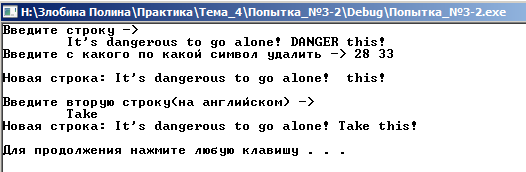 H:\Злобина Полина\Практика\Тема_4\Попытка_№3-2\Debug\Попытка_№3-2.exe
Введите строку ->
It's dangerous to go alone! DANGER this!
Введите с какого по какой символ удалить -> 28 33
Новая строка: It's dangerous to go alone!  this!
Введите вторую строку(на английском) ->
Take
Новая строка: It's dangerous to go alone! Take this!
Для продолжения нажмите любую клавишу . . .